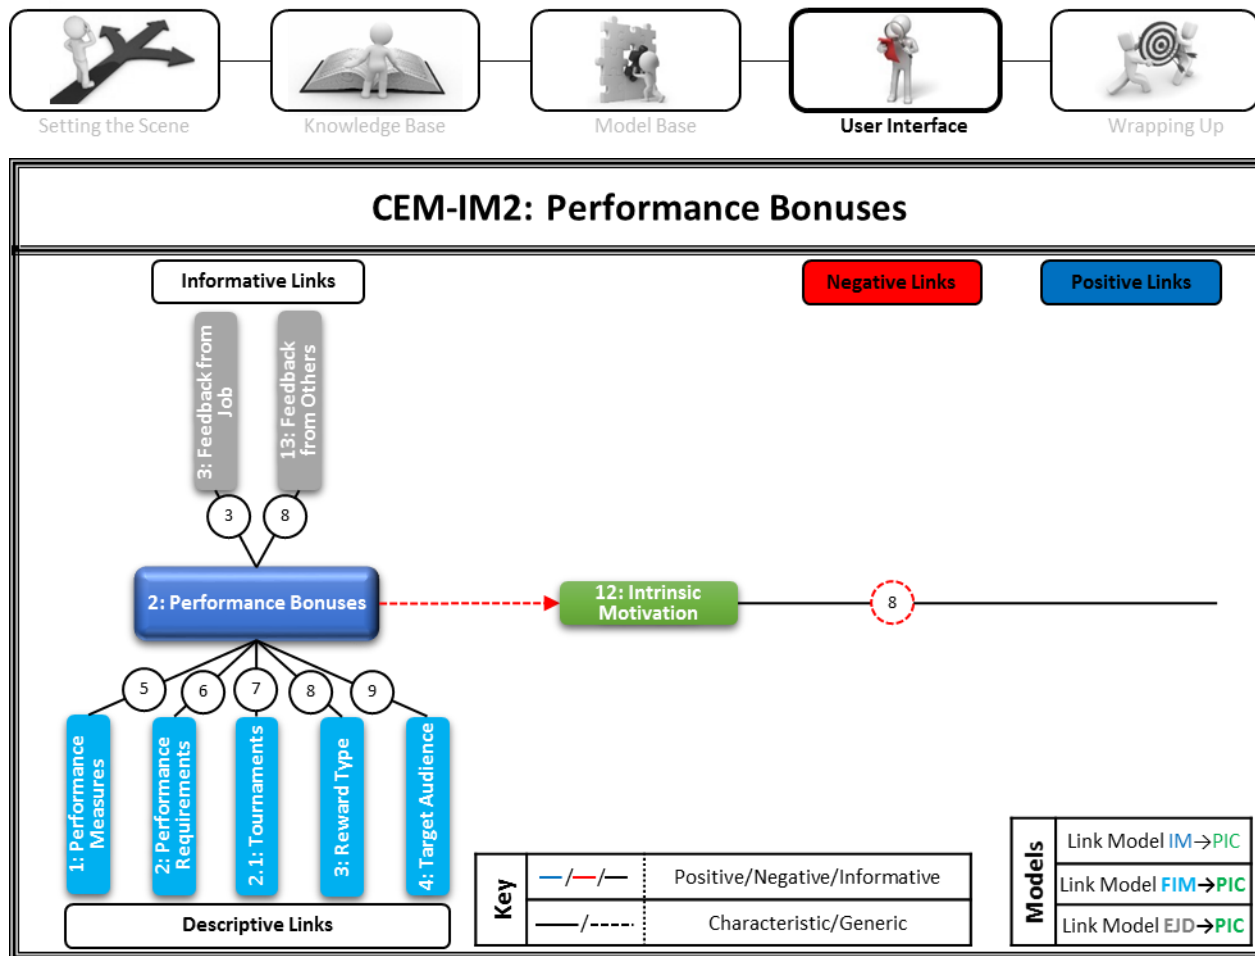 Setting the Scene
Knowledge Base
Model Base
User Interface
Wrapping Up
CEM-IM2: Performance Bonuses
Informative Links
Negative Links
Positive Links
3: Feedback from
Job
13: Feedback
from Others
3
8
2: Performance Bonuses
12: Intrinsic
Motivation
8
5
6
7
8
9
1: Performance
Measures
2: Performance
Requirements
2.1: Tournaments
3: Reward Type
4: Target Audience
Descriptive Links
Key
—/—/— Positive/Negative/Informative
—/----- Characteristic/Generic
Models
Link Model IM→PIC
Link Model FIM→PIC
Link Model EJD→PIC